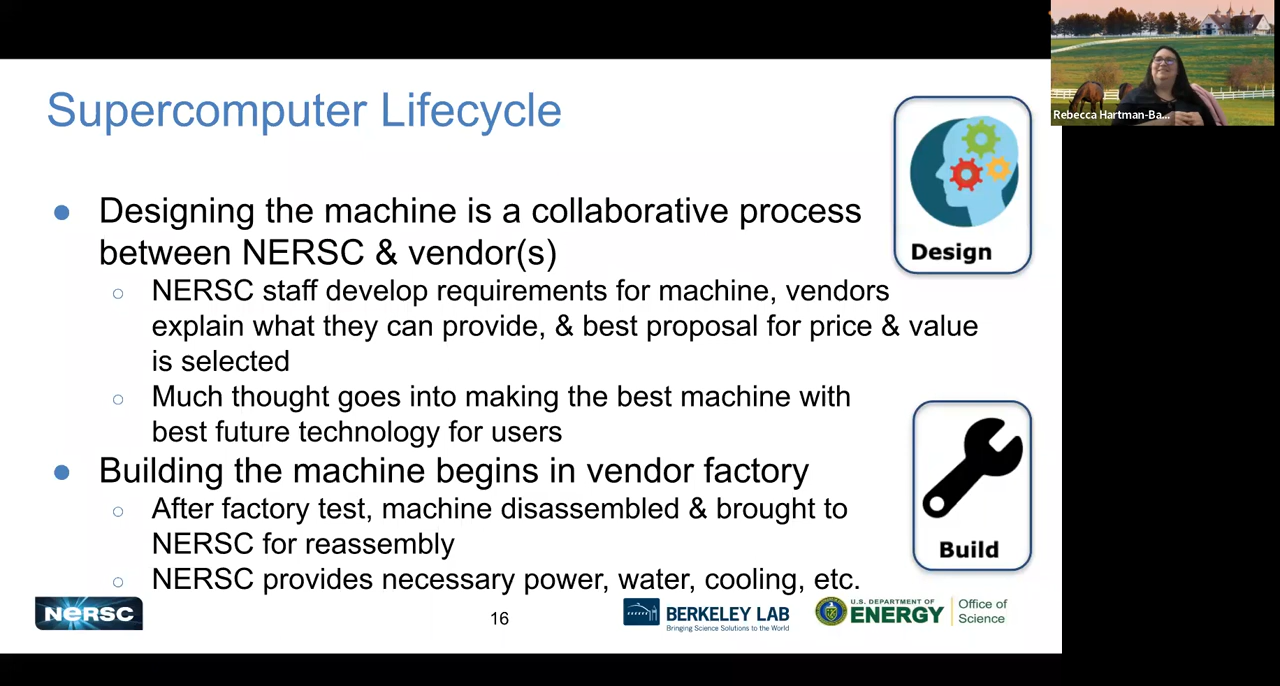 Supercomputer Lifecycle
Rebecca Hartman-Ba...
● Designing the machine is a collaborative process
between NERSC & vendor(s)
Design
○ NERSC staff develop requirements for machine, vendors
explain what they can provide, & best proposal for price & value
is selected
○ Much thought goes into making the best machine with
best future technology for users
● Building the machine begins in vendor factory
○ After factory test, machine disassembled & brought to
NERSC for reassembly
Build
○ NERSC provides necessary power, water, cooling, etc.
NERSC
16
BERKELEY LAB
Bringing Science Solutions to the World
U.S. DEPARTMENT OF
ENERGY
Office of
Science